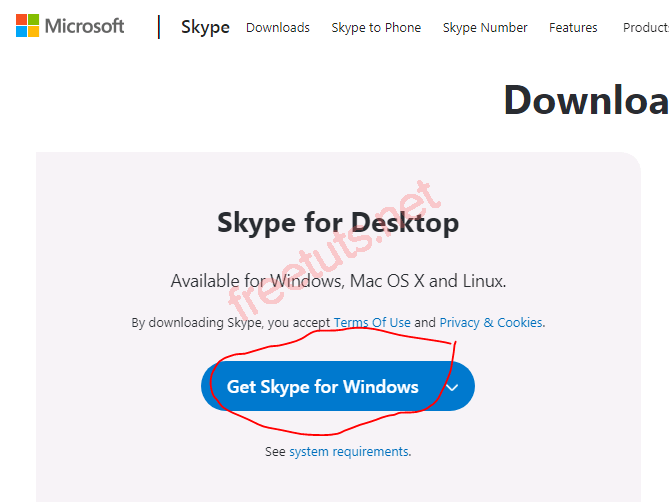 Microsoft Skype Downloads Skype to Phone Skype Number Features Product
Downloa
Skype for Desktop
freetuts.net
Available for Windows, Mac OS X and Linux.
By downloading Skype, you accept Terms Of Use and Privacy & Cookies.
Get Skype for Windows
See system requirements.